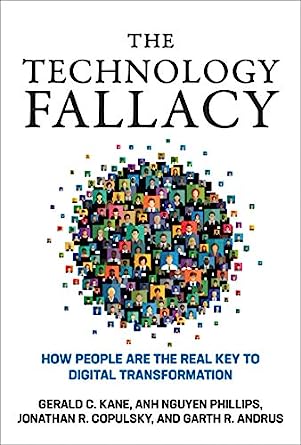 THE
TECHNOLOGY
FALLACY
HOW PEOPLE ARE THE REAL KEY TO
DIGITAL TRANSFORMATION
GERALD C. KANE, ANH NGUYEN PHILLIPS,
JONATHAN R. COPULSKY, AND GARTH R. ANDRUS